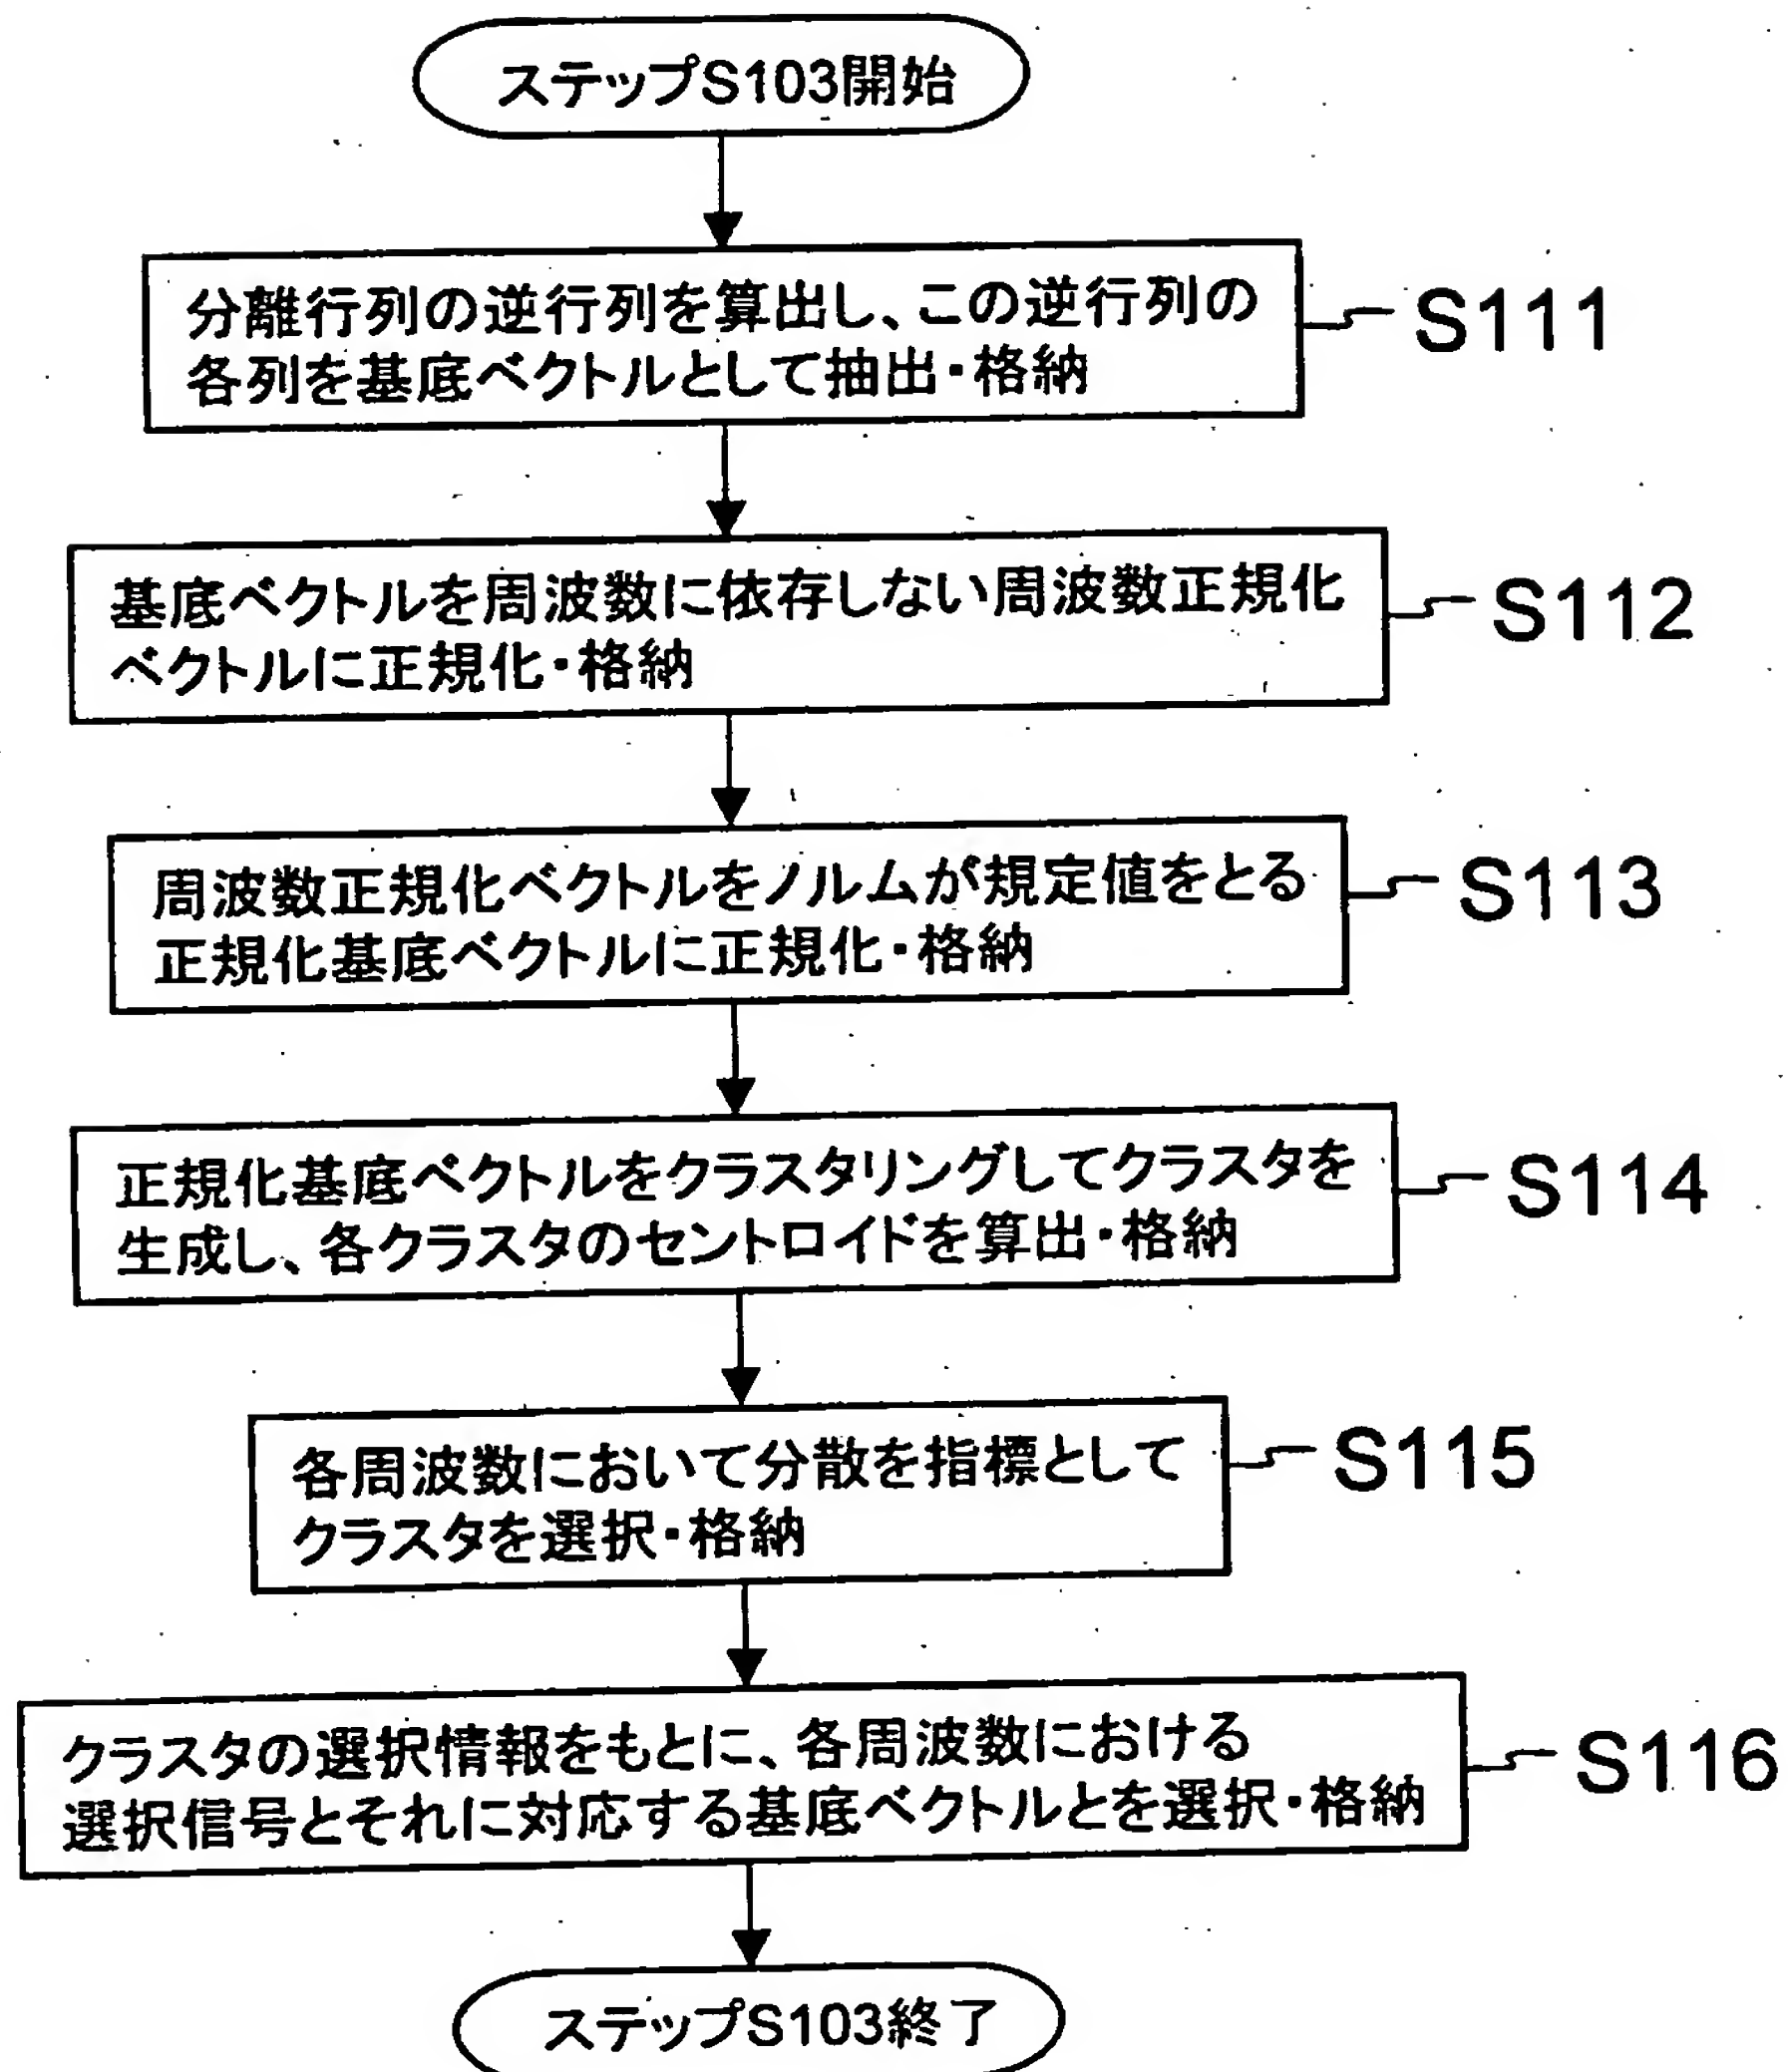 ステップS103開始
分離行列の逆行列を算出し、この逆行列の
各列を基底ベクトルとして抽出・格納
S111
基底ベクトルを周波数に依存しない周波数正規化
ベクトルに正規化・格納
S112
周波数正規化ベクトルをノルムが規定値をとる
正規化基底ベクトルに正規化・格納
S113
正規化基底ベクトルをクラスタリングしてクラスタを
生成し、各クラスタのセントロイドを算出・格納
S114
各周波数において分散を指標として
クラスタを選択・格納
S115
クラスタの選択情報をもとに、各周波数における
選択信号とそれに対応する基底ベクトルとを選択・格納
S116
ステップS103終了